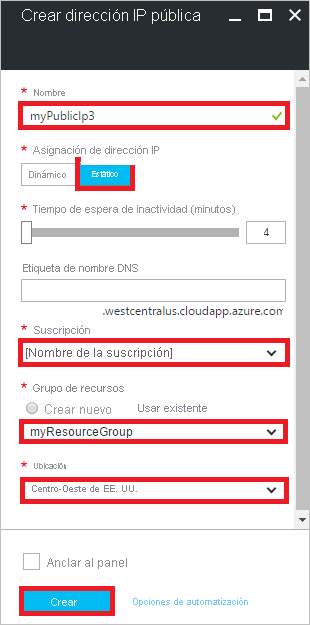 Crear dirección IP pública
* Nombre
myPublicIp3
* Asignación de dirección IP
Dinámico Estático
* Tiempo de espera de inactividad (minutos)
4
Etiqueta de nombre DNS
.westcentralus.cloudapp.azure.com
* Suscripción
[Nombre de la suscripción]
* Grupo de recursos
Crear nuevo Usar existente
myResourceGroup
* Ubicación
Centro-Oeste de EE. UU.
Anclar al panel
Crear Opciones de automatización